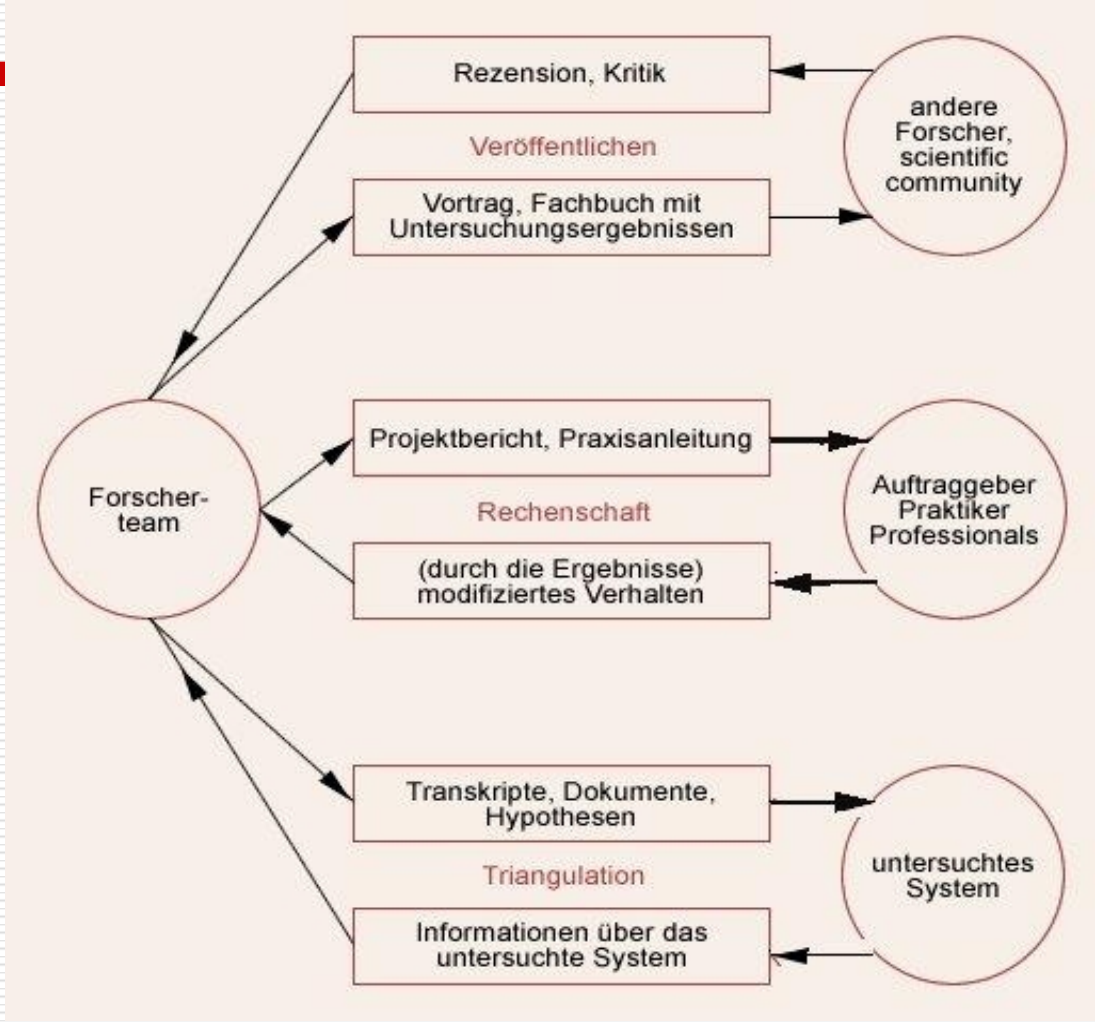 Rezension, Kritik
andere
Forscher,
scientific
community
Veröffentlichen
Vortrag, Fachbuch mit
Untersuchungsergebnissen
Forscher-
team
Projektbericht, Praxisanleitung
Rechenschaft
Auftraggeber
Praktiker
Professionals
(durch die Ergebnisse)
modifiziertes Verhalten
Transkripte, Dokumente,
Hypothesen
Triangulation
untersuchtes
System
Informationen über das
untersuchte System